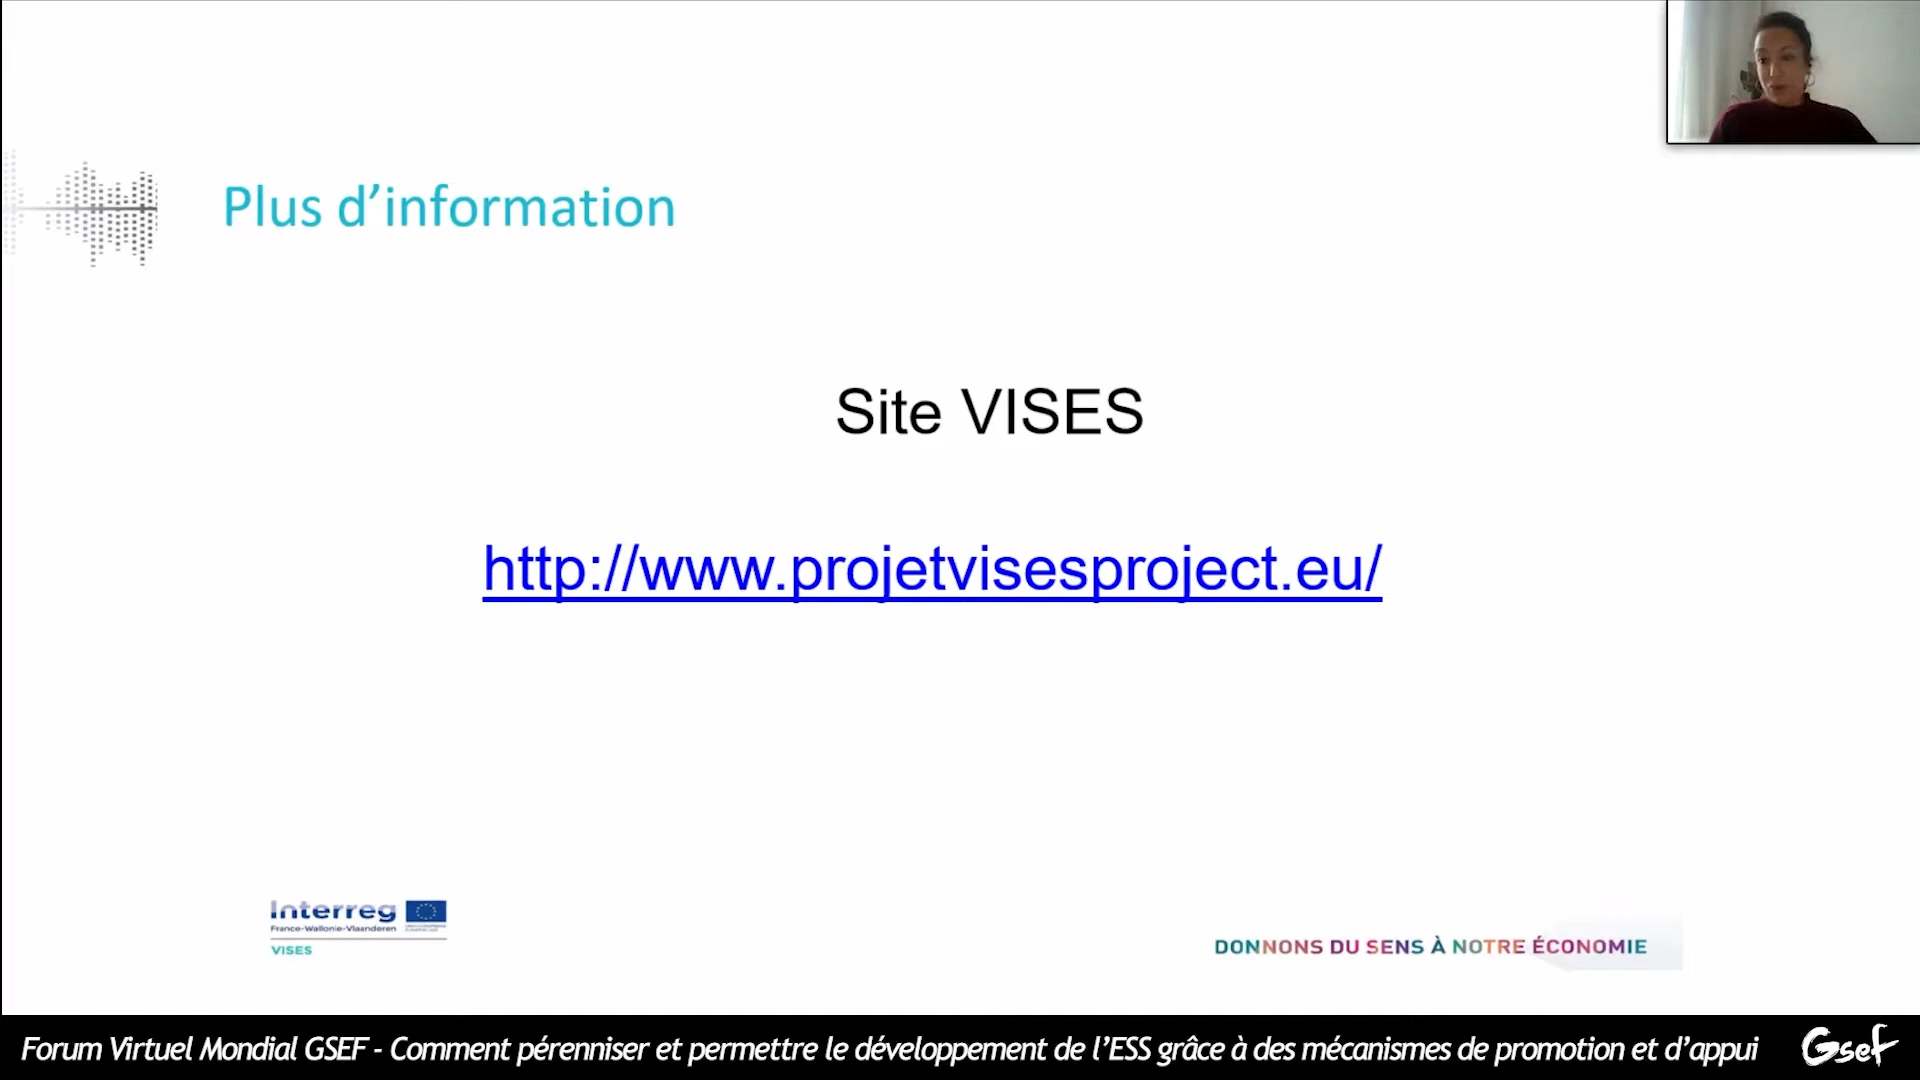 Plus d’information
Site VISES
http://www.projetvisesproject.eu/
Interreg
France-Wallonie-Vlaanderen
VISES
DONNONS DU SENS À NOTRE ÉCONOMIE
Forum Virtuel Mondial GSEF - Comment pérenniser et permettre le développement de l’ESS grâce à des mécanismes de promotion et d’appui
Gsef